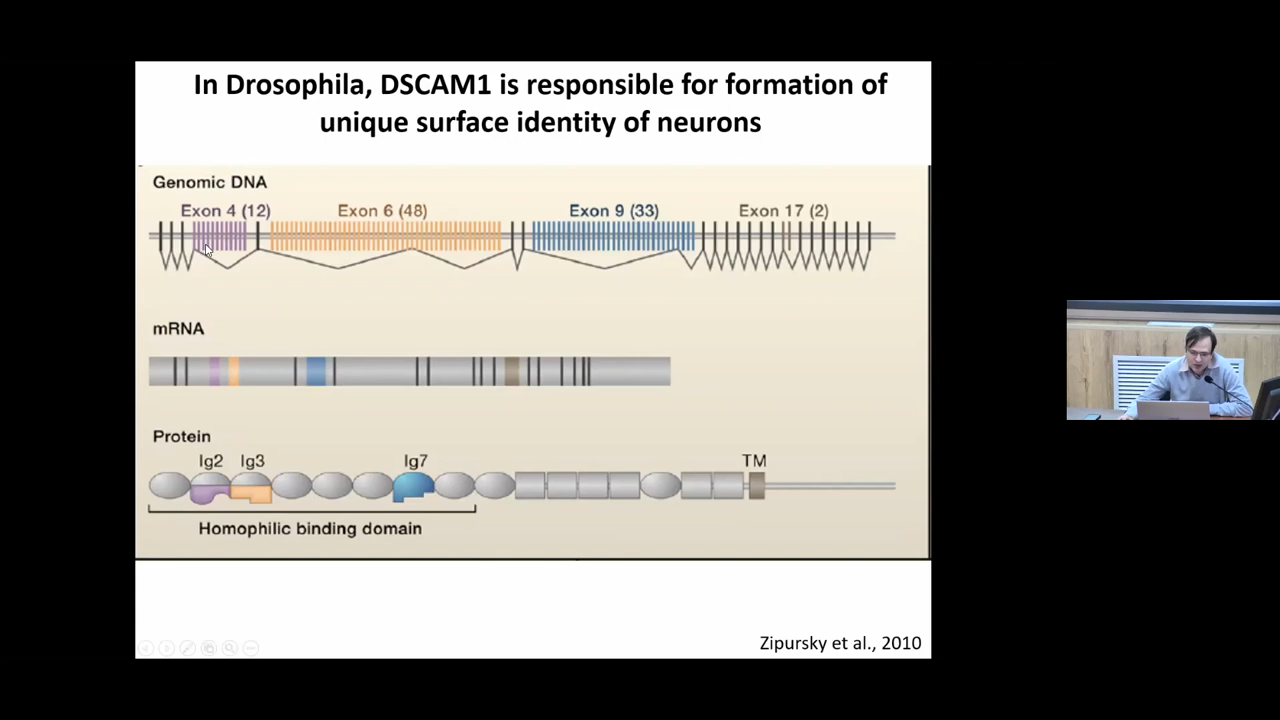 In Drosophila, DSCAM1 is responsible for formation of
unique surface identity of neurons
Genomic DNA
Exon 4 (12)
Exon 6 (48)
Exon 9 (33)
Exon 17 (2)
mRNA
Protein
Ig2
Ig3
Ig7
TM
Homophilic binding domain
Zipursky et al., 2010